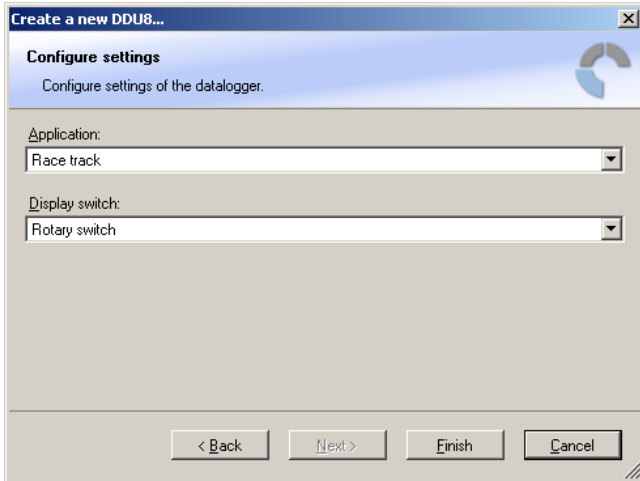 Create a new DDU8...
Configure settings
Configure settings of the datalogger.
Application:
Race track
Display switch:
Rotary switch
< Back Next > Finish Cancel